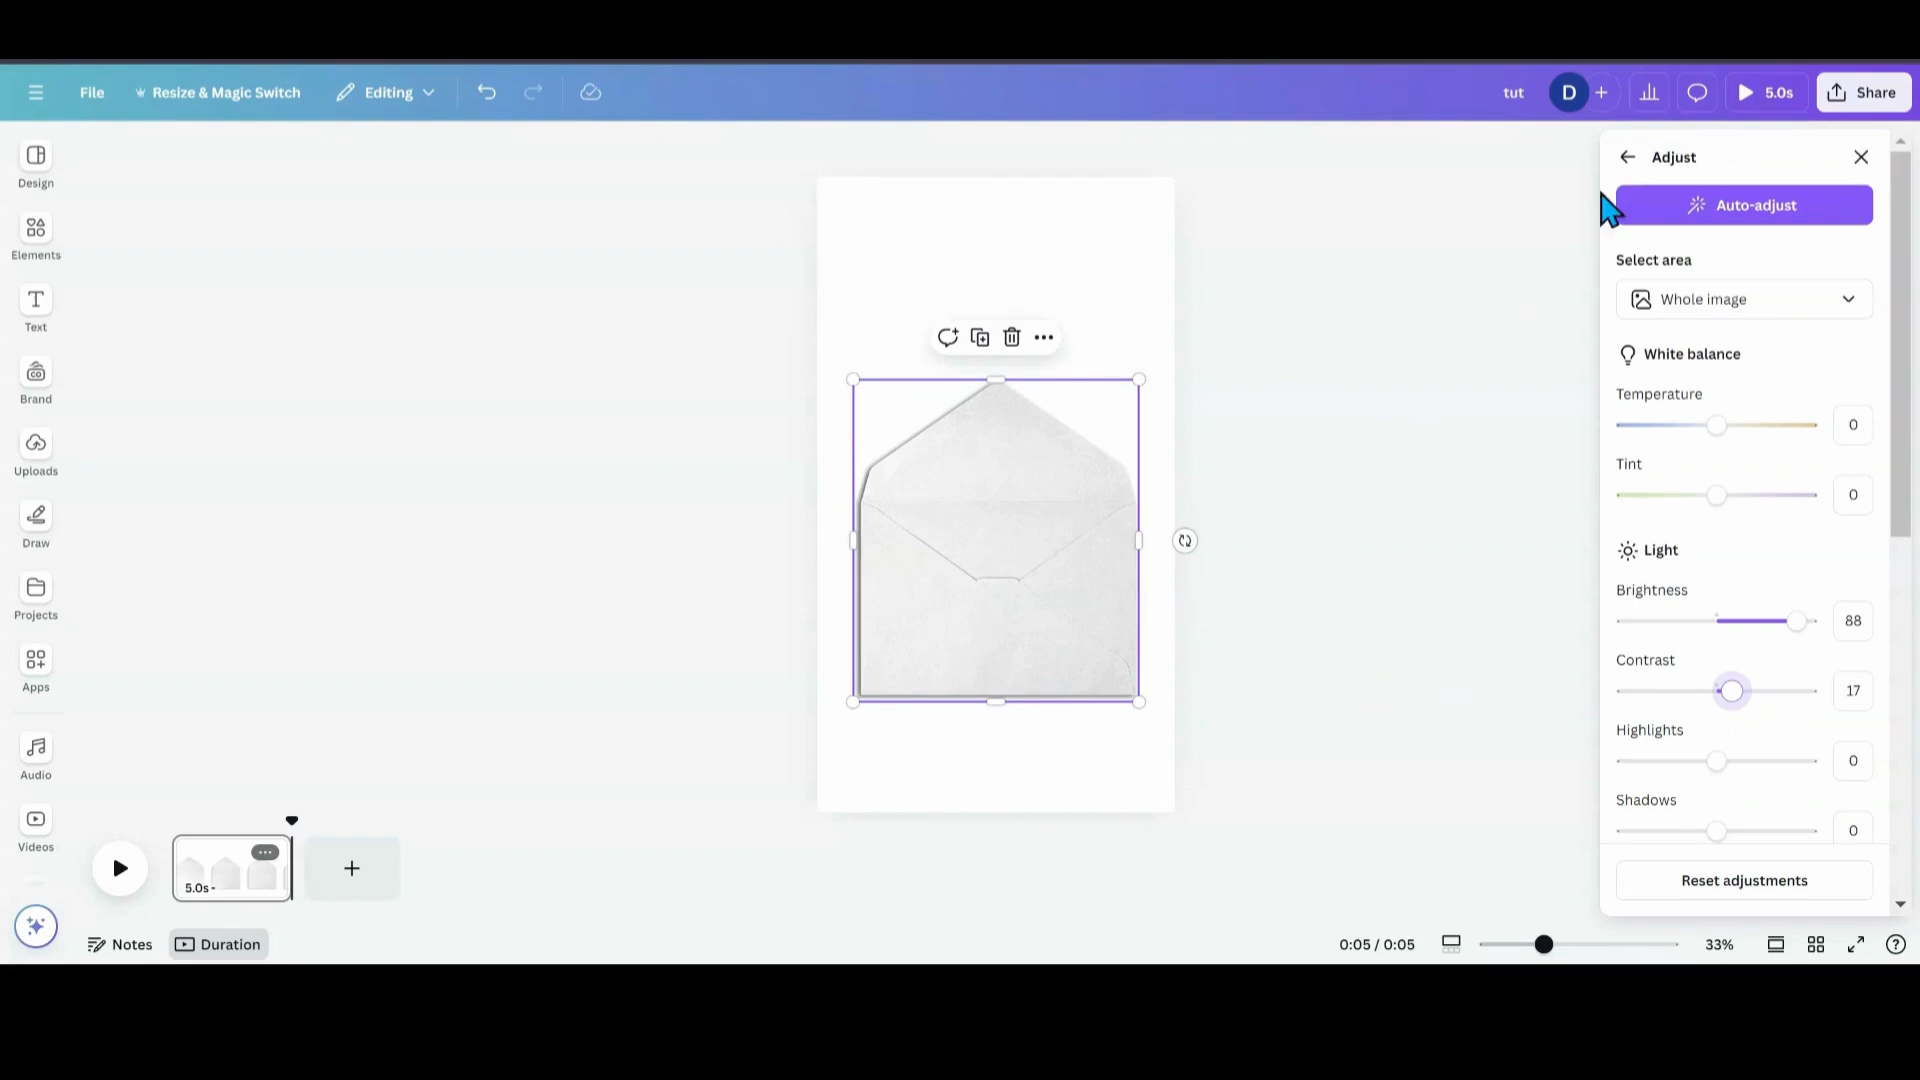 File
Resize & Magic Switch
Editing
tut
D
+
5.0s
Share
Design
Elements
Text
Brand
CO
Uploads
Draw
Projects
Apps
Audio
Videos
Adjust
Auto-adjust
Select area
Whole image
White balance
Temperature
0
Tint
0
Light
Brightness
88
Contrast
17
Highlights
0
Shadows
0
Reset adjustments
5.0s
Notes
Duration
0:05 / 0:05
33%